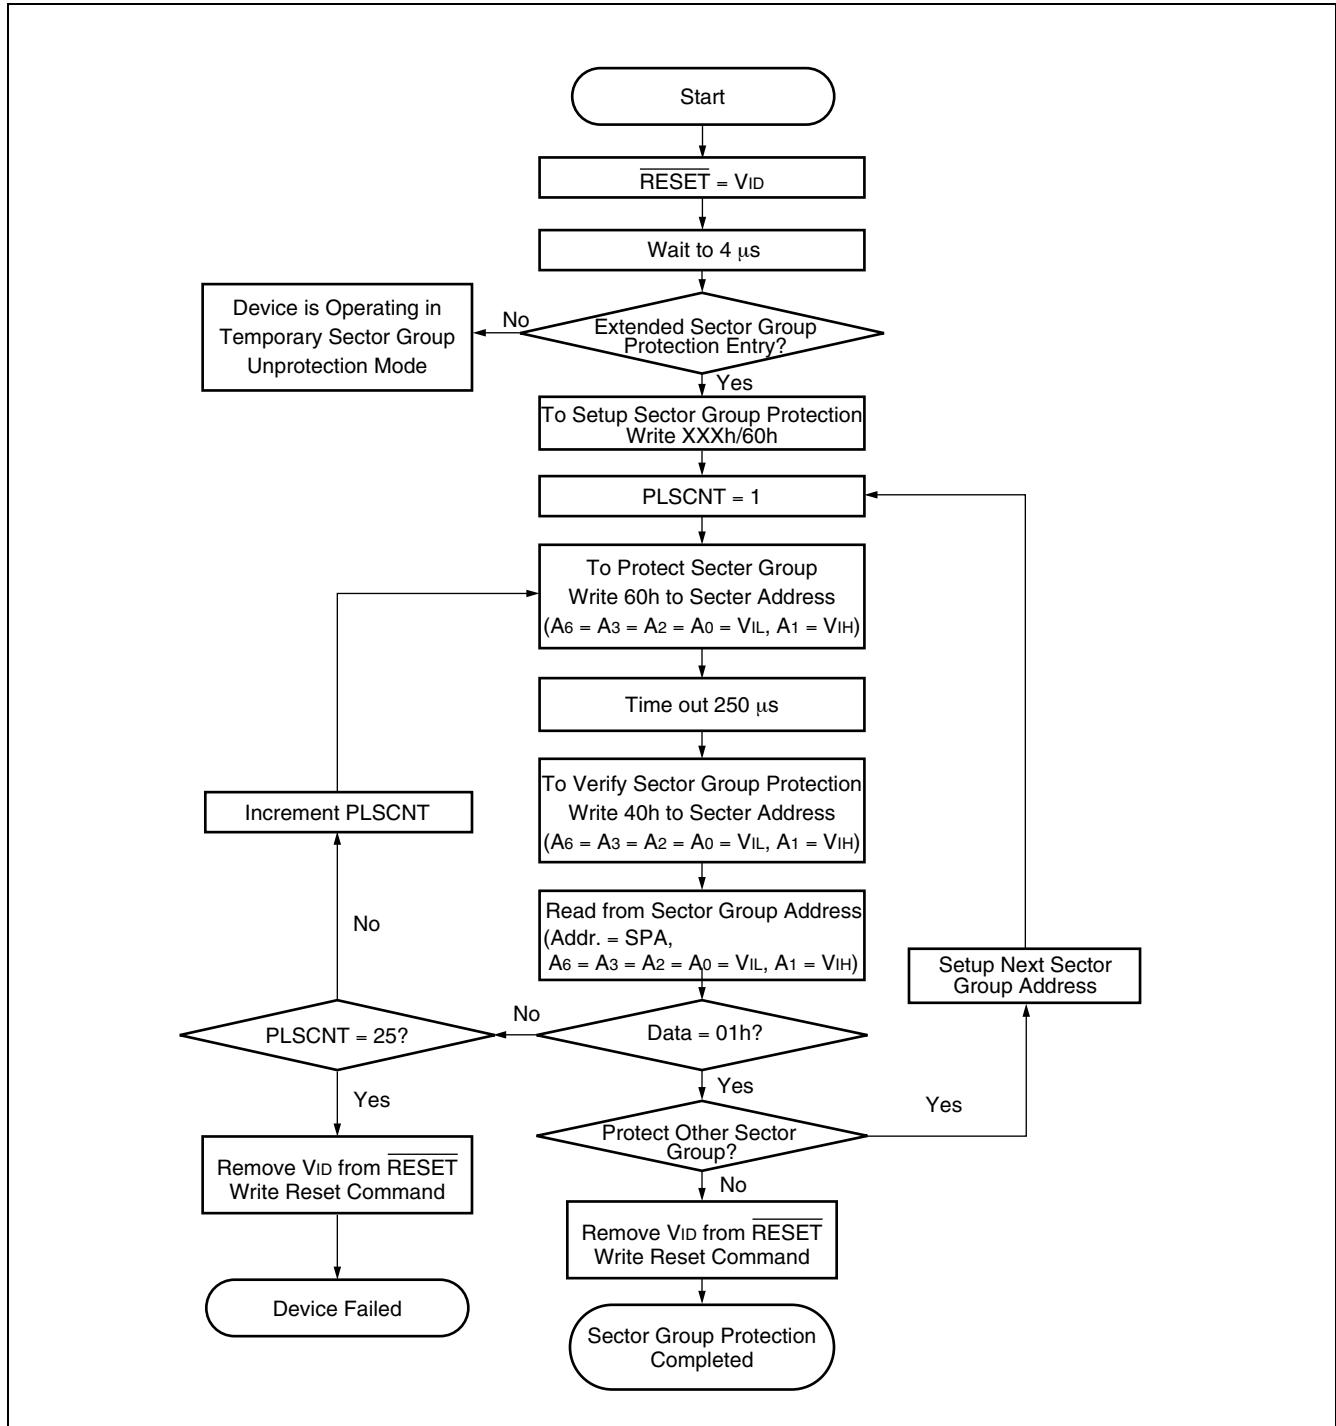 Start
RESET = VID
Wait to 4 μs
Device is Operating in
Temporary Sector Group
Unprotection Mode
No
Extended Sector Group
Protection Entry?
Yes
To Setup Sector Group Protection
Write XXXh/60h
PLSCNT = 1
To Protect Secter Group
Write 60h to Secter Address
(A6 = A3 = A2 = A0 = VIL, A1 = VIH)
Time out 250 μs
To Verify Sector Group Protection
Write 40h to Secter Address
(A6 = A3 = A2 = A0 = VIL, A1 = VIH)
Increment PLSCNT
Read from Sector Group Address
(Addr. = SPA,
A6 = A3 = A2 = A0 = VIL, A1 = VIH)
No
Setup Next Sector
Group Address
PLSCNT = 25?
No
Data = 01h?
Yes
Yes
Yes
Protect Other Sector
Group?
No
Remove VID from RESET
Write Reset Command
Remove VID from RESET
Write Reset Command
Device Failed
Sector Group Protection
Completed